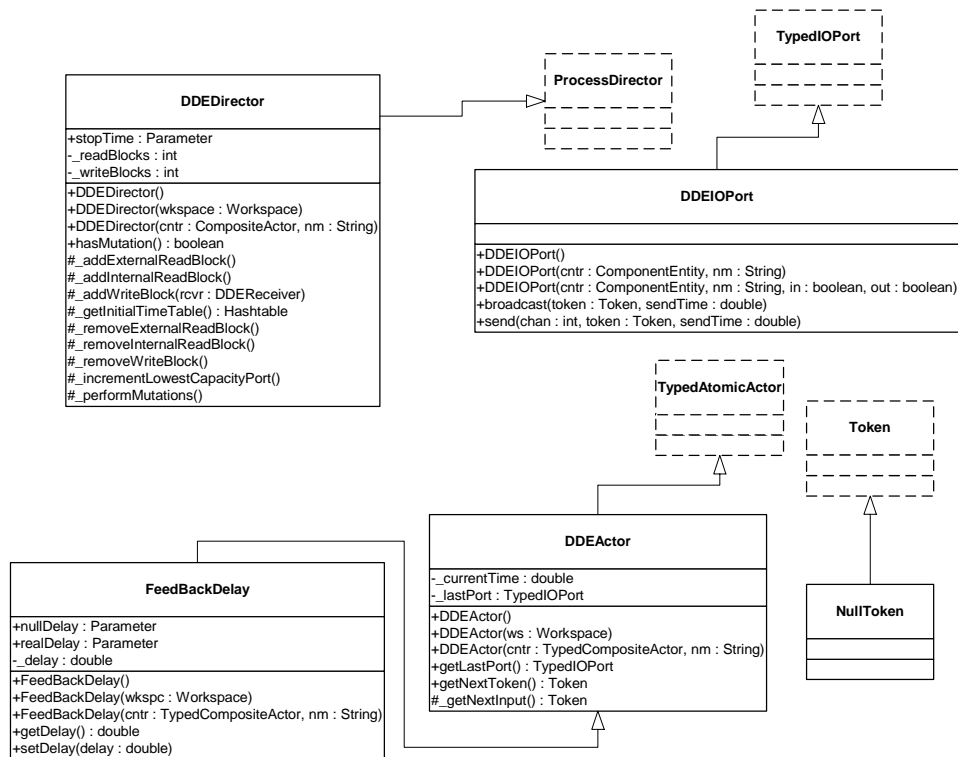 TypedIOPort
ProcessDirector
DDEDirector
+stopTime : Parameter
-_readBlocks : int
-_writeBlocks : int
+DDEDirector()
+DDEDirector(wkspace : Workspace)
+DDEDirector(cntr : CompositeActor, nm : String)
+hasMutation() : boolean
#_addExternalReadBlock()
#_addInternalReadBlock()
#_addWriteBlock(rcvr : DDEReceiver)
#_getInitialTimeTable() : Hashtable
#_removeExternalReadBlock()
#_removeInternalReadBlock()
#_removeWriteBlock()
#_incrementLowestCapacityPort()
#_performMutations()
DDEIOPort
+DDEIOPort()
+DDEIOPort(cntr : ComponentEntity, nm : String)
+DDEIOPort(cntr : ComponentEntity, nm : String, in : boolean, out : boolean)
+broadcast(token : Token, sendTime : double)
+send(chan : int, token : Token, sendTime : double)
TypedAtomicActor
Token
DDEActor
-_currentTime : double
-_lastPort : TypedIOPort
+DDEActor()
+DDEActor(ws : Workspace)
+DDEActor(cntr : TypedCompositeActor, nm : String)
+getLastPort() : TypedIOPort
+getNextToken() : Token
#_getNextInput() : Token
NullToken
FeedBackDelay
+nullDelay : Parameter
+realDelay : Parameter
-_delay : double
+FeedBackDelay()
+FeedBackDelay(wkspc : Workspace)
+FeedBackDelay(cntr : TypedCompositeActor, nm : String)
+getDelay() : double
+setDelay(delay : double)